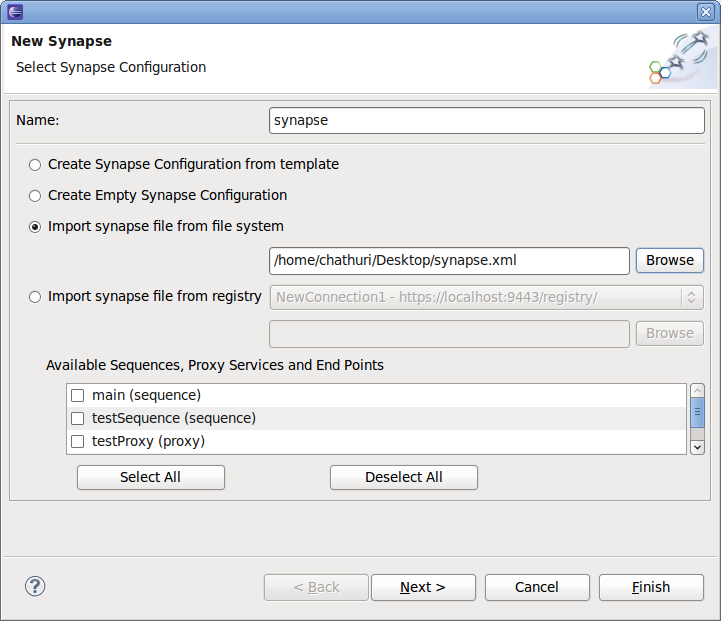 New Synapse
Select Synapse Configuration
Name: synapse
Create Synapse Configuration from template
Create Empty Synapse Configuration
Import synapse file from file system
/home/chathuri/Desktop/synapse.xml Browse
Import synapse file from registry NewConnection1 - https://localhost:9443/registry/
Browse
Available Sequences, Proxy Services and End Points
main (sequence)
testSequence (sequence)
testProxy (proxy)
Select All Deselect All
? < Back Next > Cancel Finish